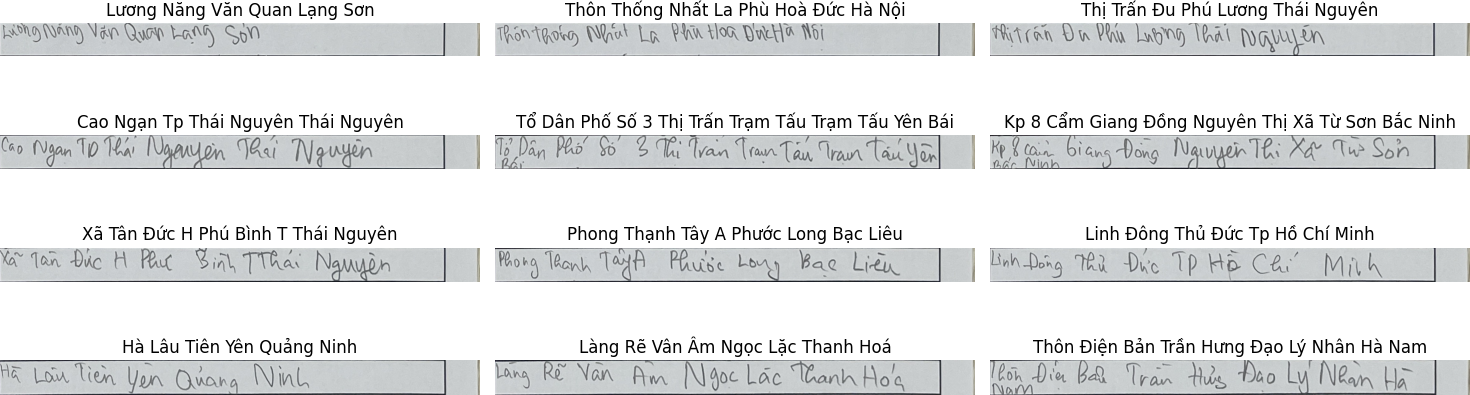 Lương Năng Văn Quan Lạng Sơn
Lương Năng Văn Quan Lạng Sơn
Thôn Thống Nhất La Phù Hoà Đức Hà Nội
Thôn thống Nhất La Phù Hoà Đức Hà Nội
Thị Trấn Đu Phú Lương Thái Nguyên
Thị trấn Đu Phú Lương Thái Nguyên
Cao Ngạn Tp Thái Nguyên Thái Nguyên
Cao Ngạn TP Thái Nguyên Thái Nguyên
Tổ Dân Phố Số 3 Thị Trấn Trạm Tấu Trạm Tấu Yên Bái
Tổ Dân Phố Số 3 Thị Trấn Trạm Tấu Trạm Tấu Yên
Bái
Kp 8 Cẩm Giang Đồng Nguyên Thị Xã Từ Sơn Bắc Ninh
Kp 8 Cẩm Giang Đồng Nguyên Thị Xã Từ Sơn
Bắc Ninh
Xã Tân Đức H Phú Bình T Thái Nguyên
Xã Tân Đức H Phú Bình T Thái Nguyên
Phong Thạnh Tây A Phước Long Bạc Liêu
Phong Thạnh Tây A Phước Long Bạc Liêu
Linh Đông Thủ Đức Tp Hồ Chí Minh
Linh Đông Thủ Đức TP Hồ Chí Minh
Hà Lâu Tiên Yên Quảng Ninh
Hà Lâu Tiên Yên Quảng Ninh
Làng Rẽ Vân Âm Ngọc Lặc Thanh Hoá
Làng Rẽ Vân Âm Ngọc Lặc Thanh Hoá
Thôn Điện Bản Trần Hưng Đạo Lý Nhân Hà Nam
Thôn Điện Bản Trần Hưng Đạo Lý Nhân Hà
Nam